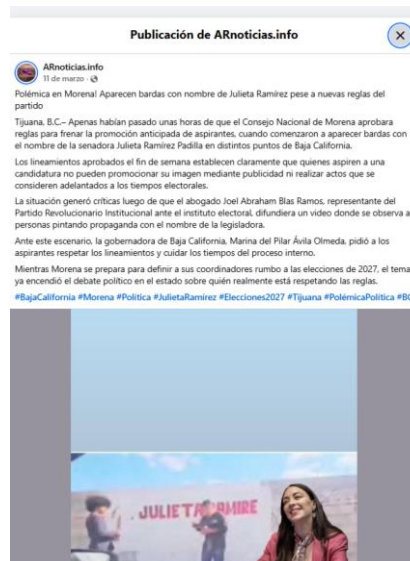 Publicación de ARnoticias.info
ARnoticias.info
11 de marzo ·
Polémica en Morena! Aparecen bardas con nombre de Julieta Ramírez pese a nuevas reglas del
partido
Tijuana, B.C.– Apenas habían pasado unas horas de que el Consejo Nacional de Morena aprobara
reglas para frenar la promoción anticipada de aspirantes, cuando comenzaron a aparecer bardas con
el nombre de la senadora Julieta Ramírez Padilla en distintos puntos de Baja California.
Los lineamientos aprobados el fin de semana establecen claramente que quienes aspiren a una
candidatura no pueden promocionar su imagen mediante publicidad ni realizar actos que se
consideren adelantados a los tiempos electorales.
La situación generó críticas luego de que el abogado Joel Abraham Blas Ramos, representante del
Partido Revolucionario Institucional ante el instituto electoral, difundiera un video donde se observa a
personas pintando propaganda con el nombre de la legisladora.
Ante este escenario, la gobernadora de Baja California, Marina del Pilar Ávila Olmeda, pidió a los
aspirantes respetar los lineamientos y cuidar los tiempos del proceso interno.
Mientras Morena se prepara para definir a sus coordinadores rumbo a las elecciones de 2027, el tema
ya encendió el debate político en el estado sobre quién realmente está respetando las reglas.
#BajaCalifornia #Morena #Política #JulietaRamírez #Elecciones2027 #Tijuana #PolémicaPolítica #BC
JULIETA RAMIRE